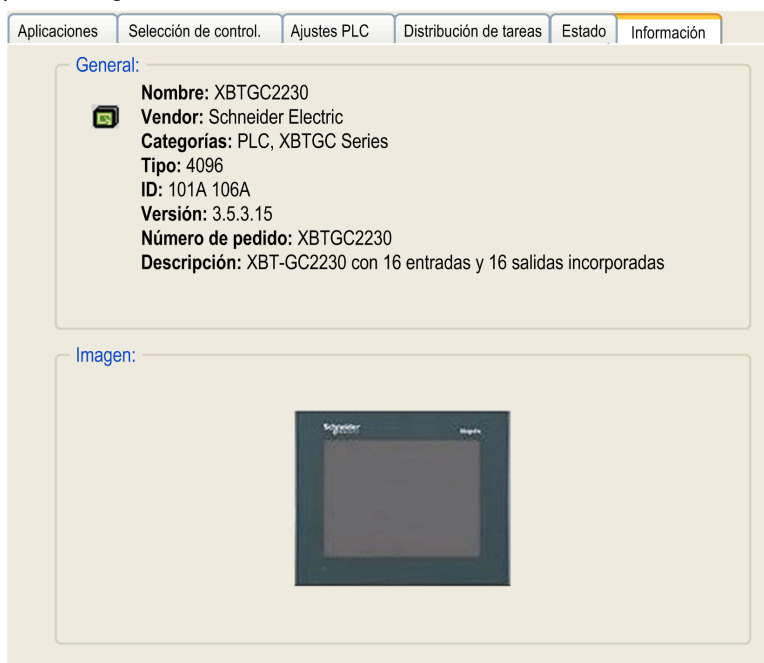 Aplicaciones Selección de control. Ajustes PLC Distribución de tareas Estado Información
General:
Nombre: XBTGC2230
Vendor: Schneider Electric
Categorías: PLC, XBTGC Series
Tipo: 4096
ID: 101A 106A
Versión: 3.5.3.15
Número de pedido: XBTGC2230
Descripción: XBT-GC2230 con 16 entradas y 16 salidas incorporadas
Imagen:
Schneider